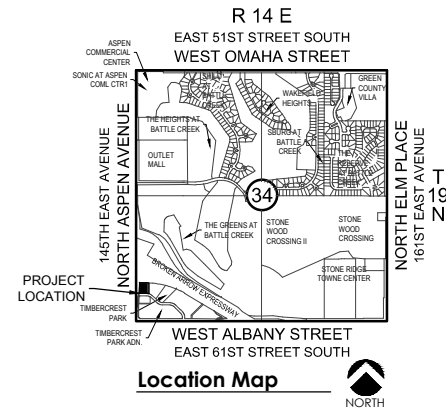 R 14 E
EAST 51ST STREET SOUTH
WEST OMAHA STREET
ASPEN
COMMERCIAL
CENTER
SONIC AT ASPEN
COML CTR1
145TH EAST AVENUE
NORTH ASPEN AVENUE
THE HEIGHTS AT
BATTLE CREEK
OUTLET
MALL
WAKEFIELD
HEIGHTS
GREEN
COUNTY
VILLA
BATTLE
CREEK
34
THE GREENS AT
BATTLE CREEK
STONE
WOOD
CROSSING II
STONE
WOOD
CROSSING
STONE RIDGE
TOWNE CENTER
BROKEN ARROW EXPRESSWAY
NORTH ELM PLACE
161ST EAST AVENUE
T
19
N
PROJECT
LOCATION
TIMBERCREST
PARK
TIMBERCREST
PARK ADN.
WEST ALBANY STREET
EAST 61ST STREET SOUTH
Location Map
NORTH